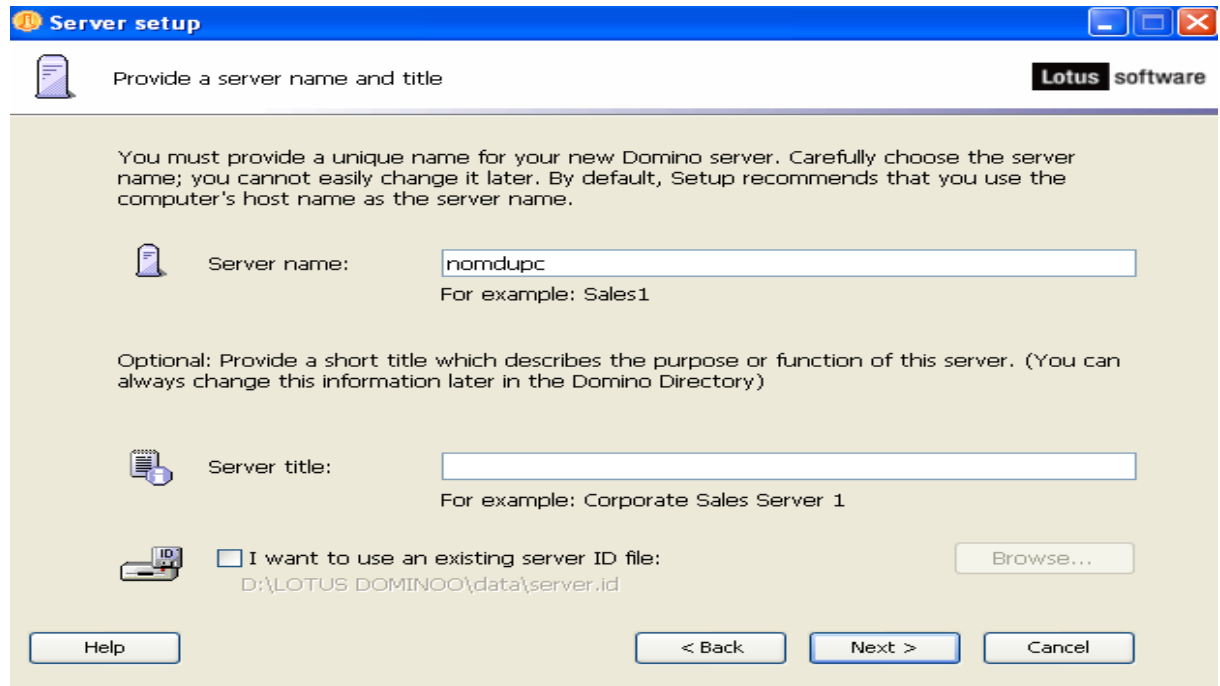 Server setup
Provide a server name and title
Lotus software
You must provide a unique name for your new Domino server. Carefully choose the server
name; you cannot easily change it later. By default, Setup recommends that you use the
computer's host name as the server name.
Server name: nomdupc
For example: Sales1
Optional: Provide a short title which describes the purpose or function of this server. (You can
always change this information later in the Domino Directory)
Server title:
For example: Corporate Sales Server 1
ID
I want to use an existing server ID file: Browse...
D:\LOTUS DOMINOO\data\server.id
Help < Back Next > Cancel